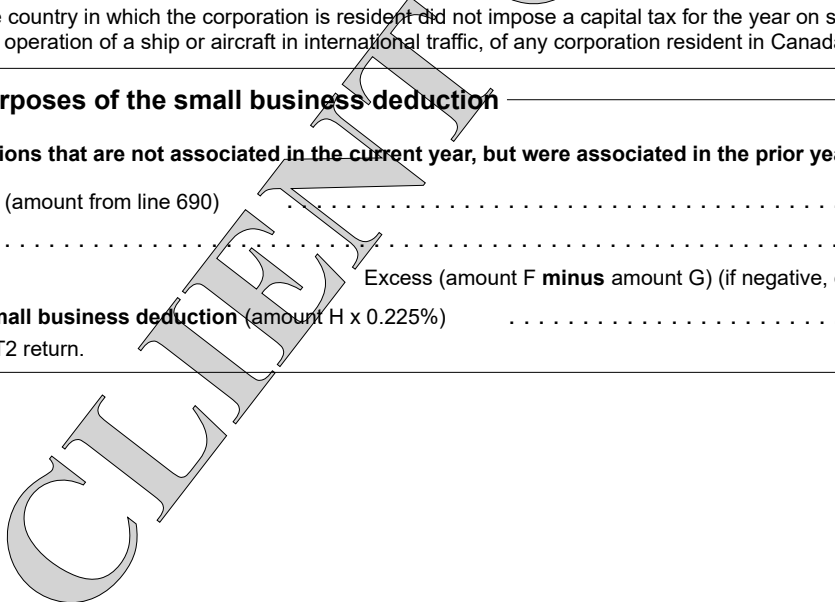 e country in which the corporation is resident did not impose a capital tax for the year on s
operation of a ship or aircraft in international traffic, of any corporation resident in Canada
rposes of the small business deduction
ions that are not associated in the current year, but were associated in the prior yea
(amount from line 690) . . . . . . . . . . . . . . . . . . . . . . . . . . . . . . . . . . . . .
. . . . . . . . . . . . . . . . . . . . . . . . . . . . . . . . . . . . . . . . . . . . . . . . . . . . . . . . .
Excess (amount F minus amount G) (if negative,
mall business deduction (amount H x 0.225%) . . . . . . . . . . . . . . . . . . . . . .
T2 return.
CLIENT